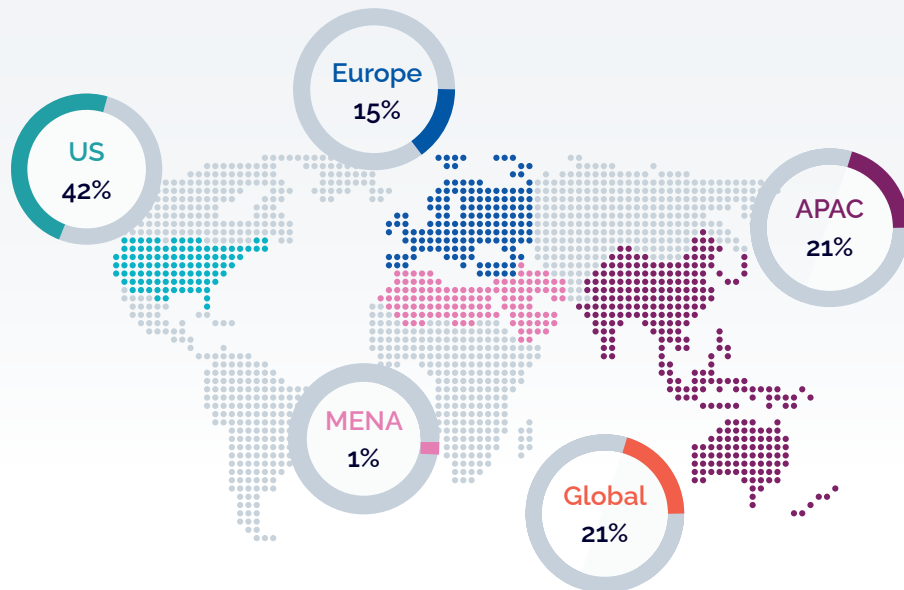 Europe
15%
US
42%
APAC
21%
MENA
1%
Global
21%